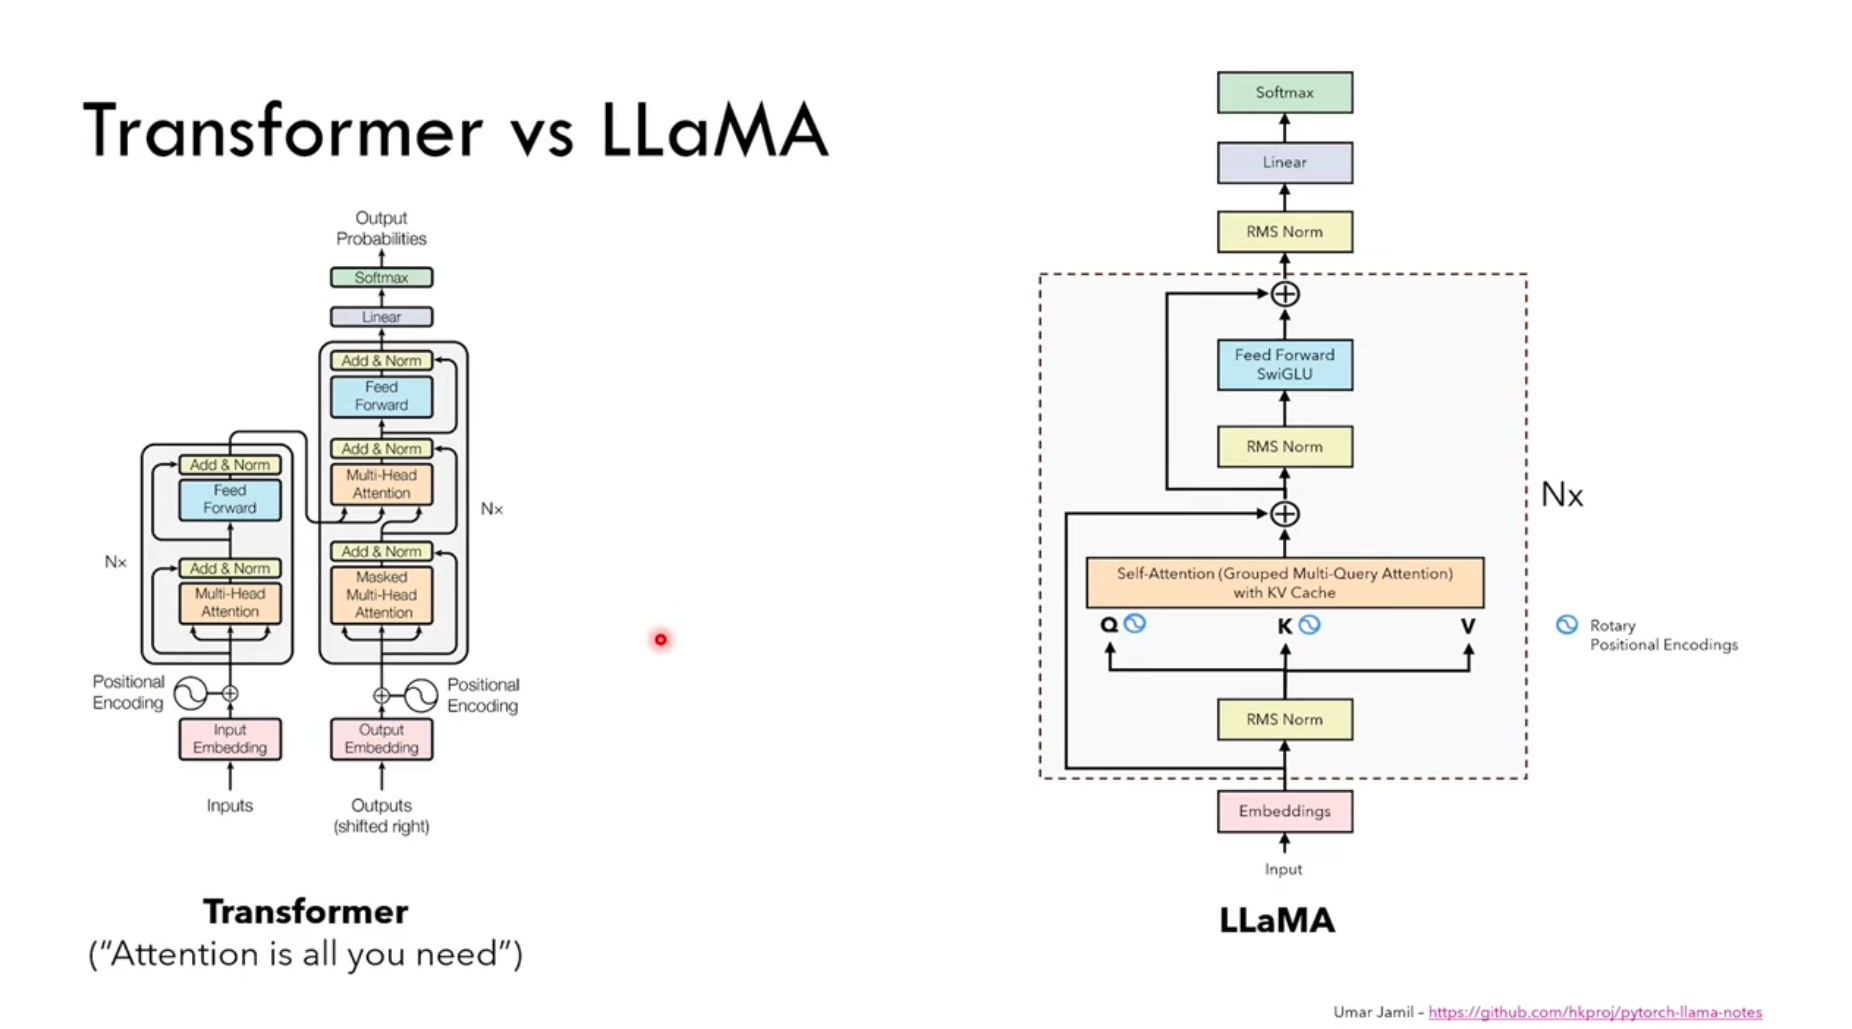 Transformer vs LLaMA
Output
Probabilities
Softmax
Linear
Add & Norm
Feed
Forward
Add & Norm
Multi-Head
Attention
Add & Norm
Masked
Multi-Head
Attention
Nx
Positional
Encoding
Output
Embedding
Outputs
(shifted right)
Add & Norm
Feed
Forward
Add & Norm
Multi-Head
Attention
Nx
Positional
Encoding
Input
Embedding
Inputs
Transformer
(“Attention is all you need”)
Softmax
Linear
RMS Norm
Feed Forward
SwiGLU
RMS Norm
Nx
Self-Attention (Grouped Multi-Query Attention)
with KV Cache
Q
K
V
Rotary
Positional Encodings
RMS Norm
Embeddings
Input
LLaMA
Umar Jamil – https://github.com/hkproj/pytorch-llama-notes